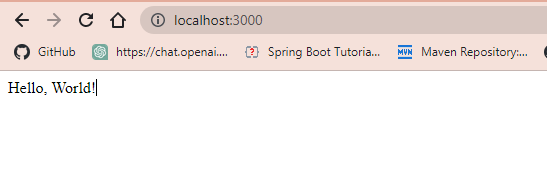 localhost:3000
GitHub
https://chat.openai....
Spring Boot Tutoria...
Maven Repository:...
Hello, World!